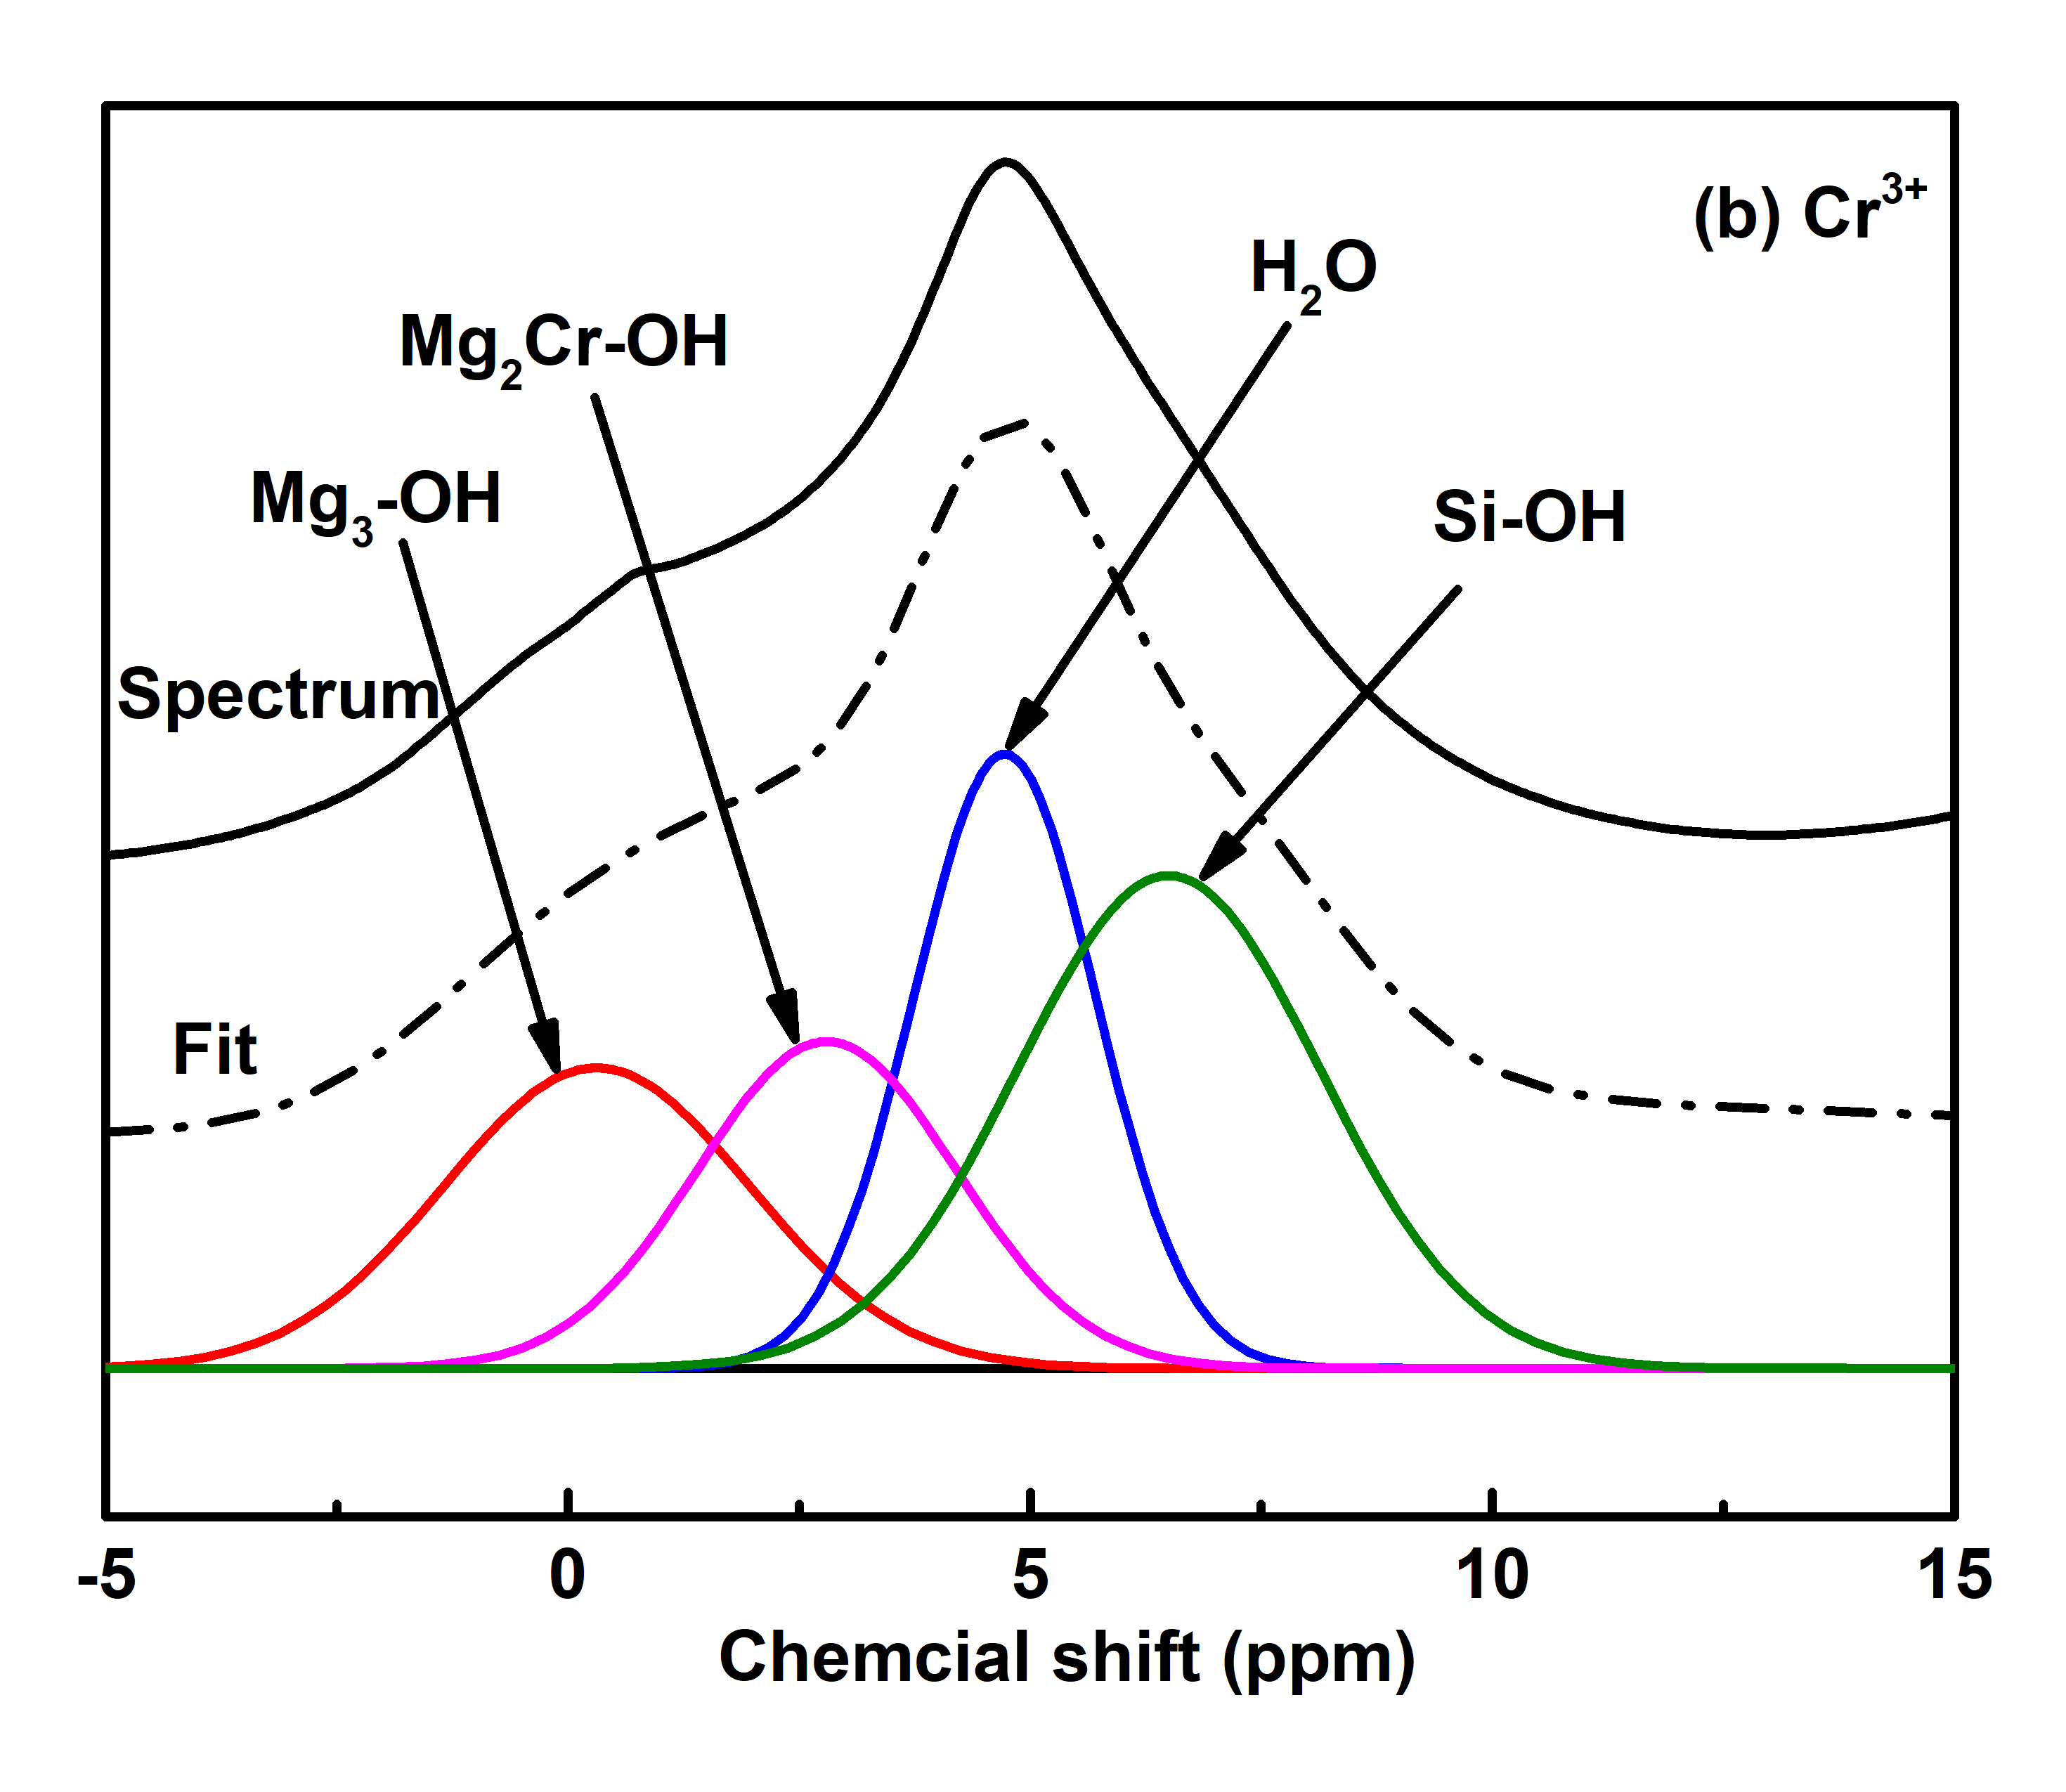 (b) Cr³⁺
H₂O
Mg₂Cr-OH
Mg₃-OH
Si-OH
Spectrum
Fit
-5 0 5 10 15
Chemcial shift (ppm)